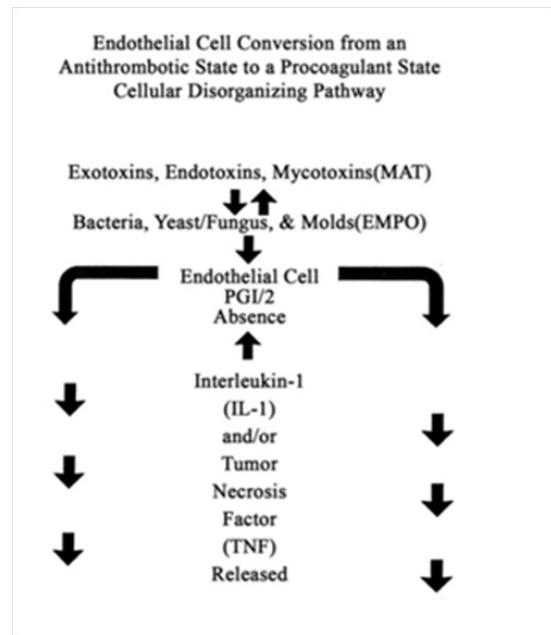 Endothelial Cell Conversion from an
Antithrombotic State to a Procoagulant State
Cellular Disorganizing Pathway
Exotoxins, Endotoxins, Mycotoxins(MAT)
Bacteria, Yeast/Fungus, & Molds(EMPO)
Endothelial Cell
PGI/2
Absence
Interleukin-1
(IL-1)
and/or
Tumor
Necrosis
Factor
(TNF)
Released